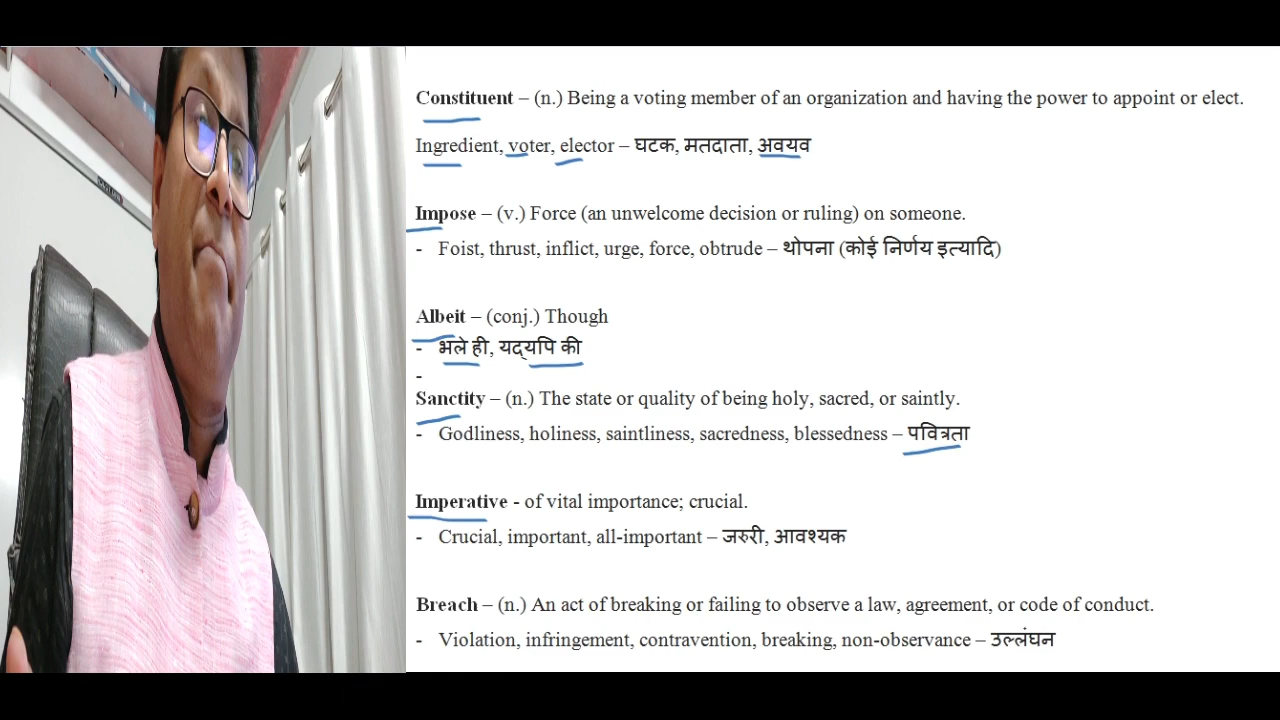 Constituent – (n.) Being a voting member of an organization and having the power to appoint or elect.
Ingredient, voter, elector – घटक, मतदाता, अवयव
Impose – (v.) Force (an unwelcome decision or ruling) on someone.
- Foist, thrust, inflict, urge, force, obtrude – थोपना (कोई निर्णय इत्यादि)
Albeit – (conj.) Though
- भले ही, यद्यपि की
-
Sanctity – (n.) The state or quality of being holy, sacred, or saintly.
- Godliness, holiness, saintliness, sacredness, blessedness – पवित्रता
Imperative - of vital importance; crucial.
- Crucial, important, all-important – जरुरी, आवश्यक
Breach – (n.) An act of breaking or failing to observe a law, agreement, or code of conduct.
- Violation, infringement, contravention, breaking, non-observance – उल्लंघन